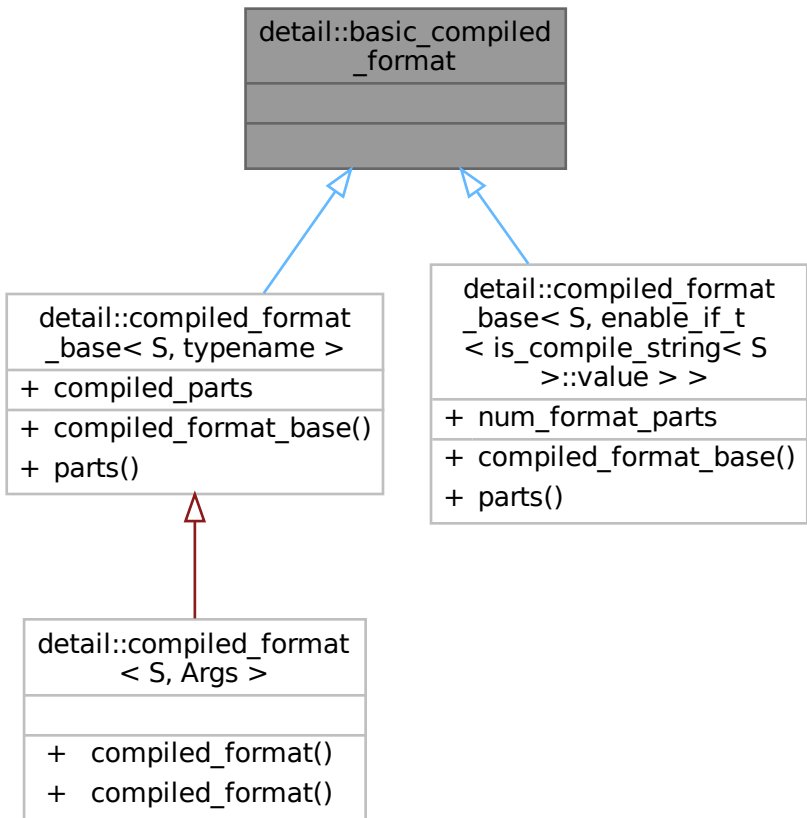 detail::basic_compiled
_format
detail::compiled_format
_base< S, typename >
+ compiled_parts
+ compiled_format_base()
+ parts()
detail::compiled_format
_base< S, enable_if_t
< is_compile_string< S
>::value > >
+ num_format_parts
+ compiled_format_base()
+ parts()
detail::compiled_format
< S, Args >
+ compiled_format()
+ compiled_format()